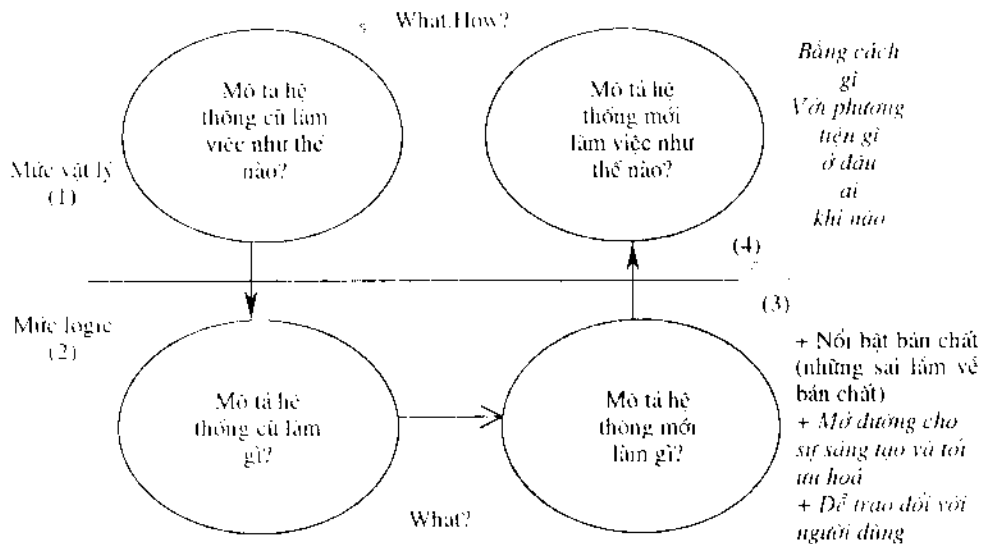 What.How?
Mô tả hệ
thống cũ làm
việc như thế
nào?
Mô tả hệ
thống mới
làm việc như
thế nào?
Bằng cách
gì
Với phương
tiện gì
ở đâu
ai
khi nào
Mức vật lý
(1)
(4)
(3)
Mức logic
(2)
Mô tả hệ
thống cũ làm
gì?
Mô tả hệ
thống mới
làm gì?
What?
+ Nổi bật bản chất
(những sai lầm về
bản chất)
+ Mở đường cho
sự sáng tạo và tối
ưu hoá
+ Dễ trao đổi với
người dùng